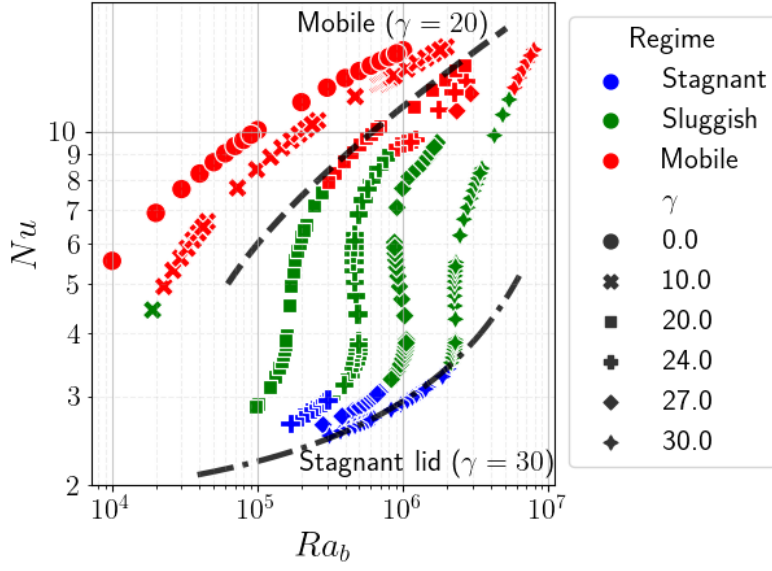 Mobile (γ = 20)
Nu
10
9
8
7
6
5
4
3
2
Stagnant lid (γ = 30)
10^4
10^5
10^6
10^7
Ra_b
Regime
Stagnant
Sluggish
Mobile
γ
0.0
10.0
20.0
24.0
27.0
30.0